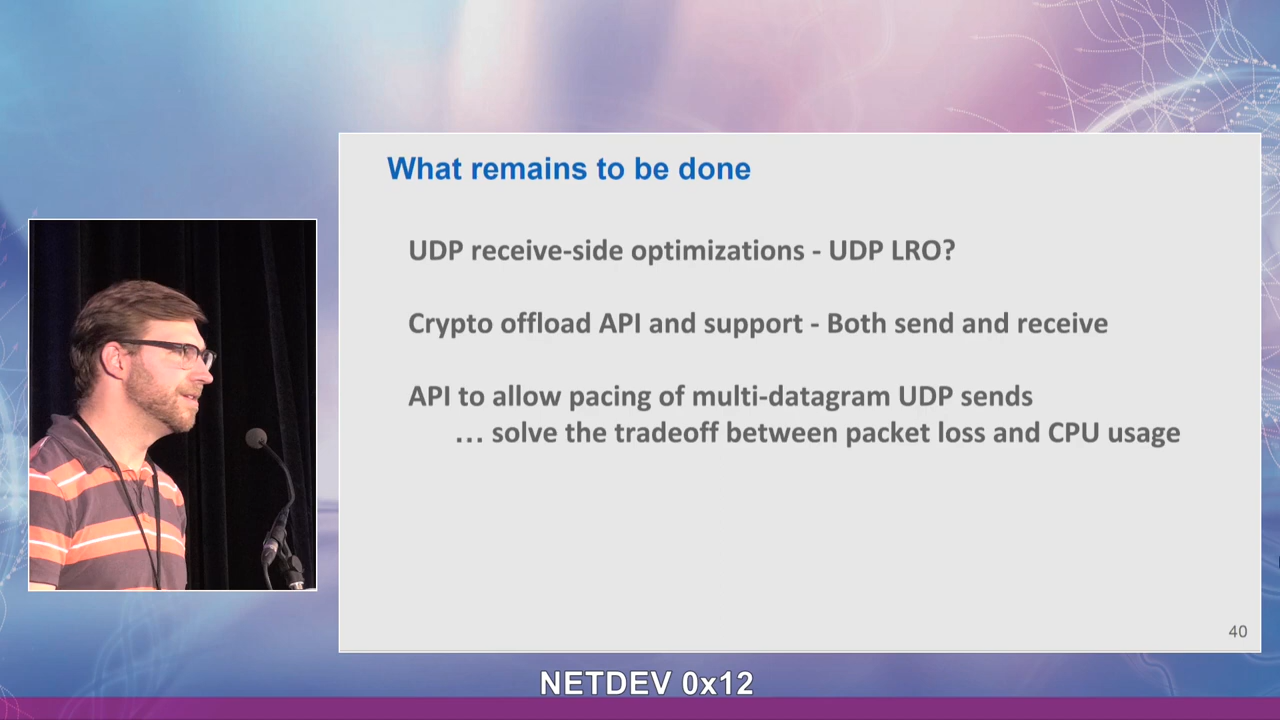 What remains to be done
UDP receive-side optimizations - UDP LRO?
Crypto offload API and support - Both send and receive
API to allow pacing of multi-datagram UDP sends
… solve the tradeoff between packet loss and CPU usage
40
NETDEV 0x12